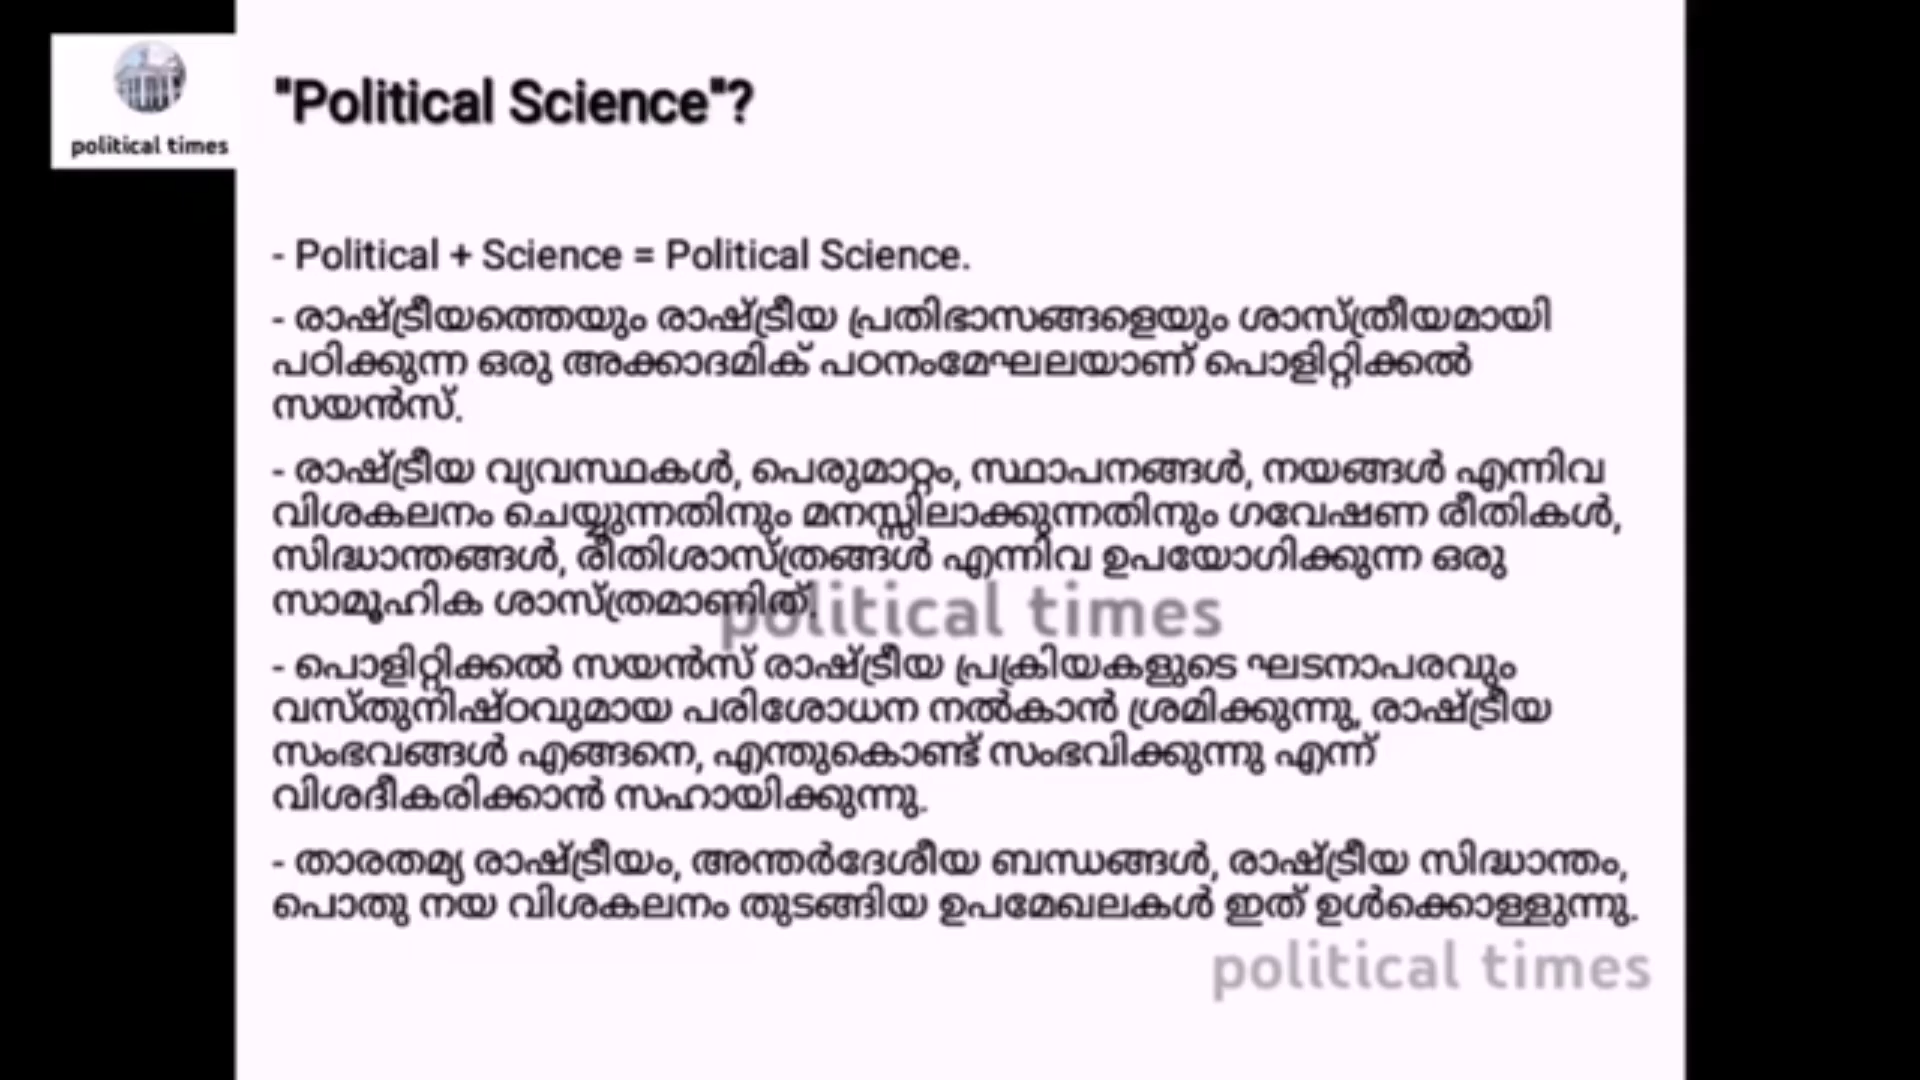 political times
"Political Science"?
- Political + Science = Political Science.
- രാഷ്ട്രീയത്തെയും രാഷ്ട്രീയ പ്രതിഭാസങ്ങളെയും ശാസ്ത്രീയമായി
പഠിക്കുന്ന ഒരു അക്കാദമിക് പഠനംമേഘലലയാണ് പൊളിറ്റിക്കൽ
സയൻസ്.
- രാഷ്ട്രീയ വ്യവസ്ഥകൾ, പെരുമാറ്റം, സ്ഥാപനങ്ങൾ, നയങ്ങൾ എന്നിവ
വിശകലനം ചെയ്യുന്നതിനും മനസ്സിലാക്കുന്നതിനും ഗവേഷണ രീതികൾ,
സിദ്ധാന്തങ്ങൾ, രീതിശാസ്ത്രങ്ങൾ എന്നിവ ഉപയോഗിക്കുന്ന ഒരു
സാമൂഹിക ശാസ്ത്രമാണിത്.
political times
- പൊളിറ്റിക്കൽ സയൻസ് രാഷ്ട്രീയ പ്രക്രിയകളുടെ ഘടനാപരവും
വസ്തുനിഷ്ഠവുമായ പരിശോധന നൽകാൻ ശ്രമിക്കുന്നു, രാഷ്ട്രീയ
സംഭവങ്ങൾ എങ്ങനെ, എന്തുകൊണ്ട് സംഭവിക്കുന്നു എന്ന്
വിശദീകരിക്കാൻ സഹായിക്കുന്നു.
- താരതമ്യ രാഷ്ട്രീയം, അന്തർദേശീയ ബന്ധങ്ങൾ, രാഷ്ട്രീയ സിദ്ധാന്തം,
പൊതു നയ വിശകലനം തുടങ്ങിയ ഉപമേഖലകൾ ഇത് ഉൾക്കൊള്ളുന്നു.
political times